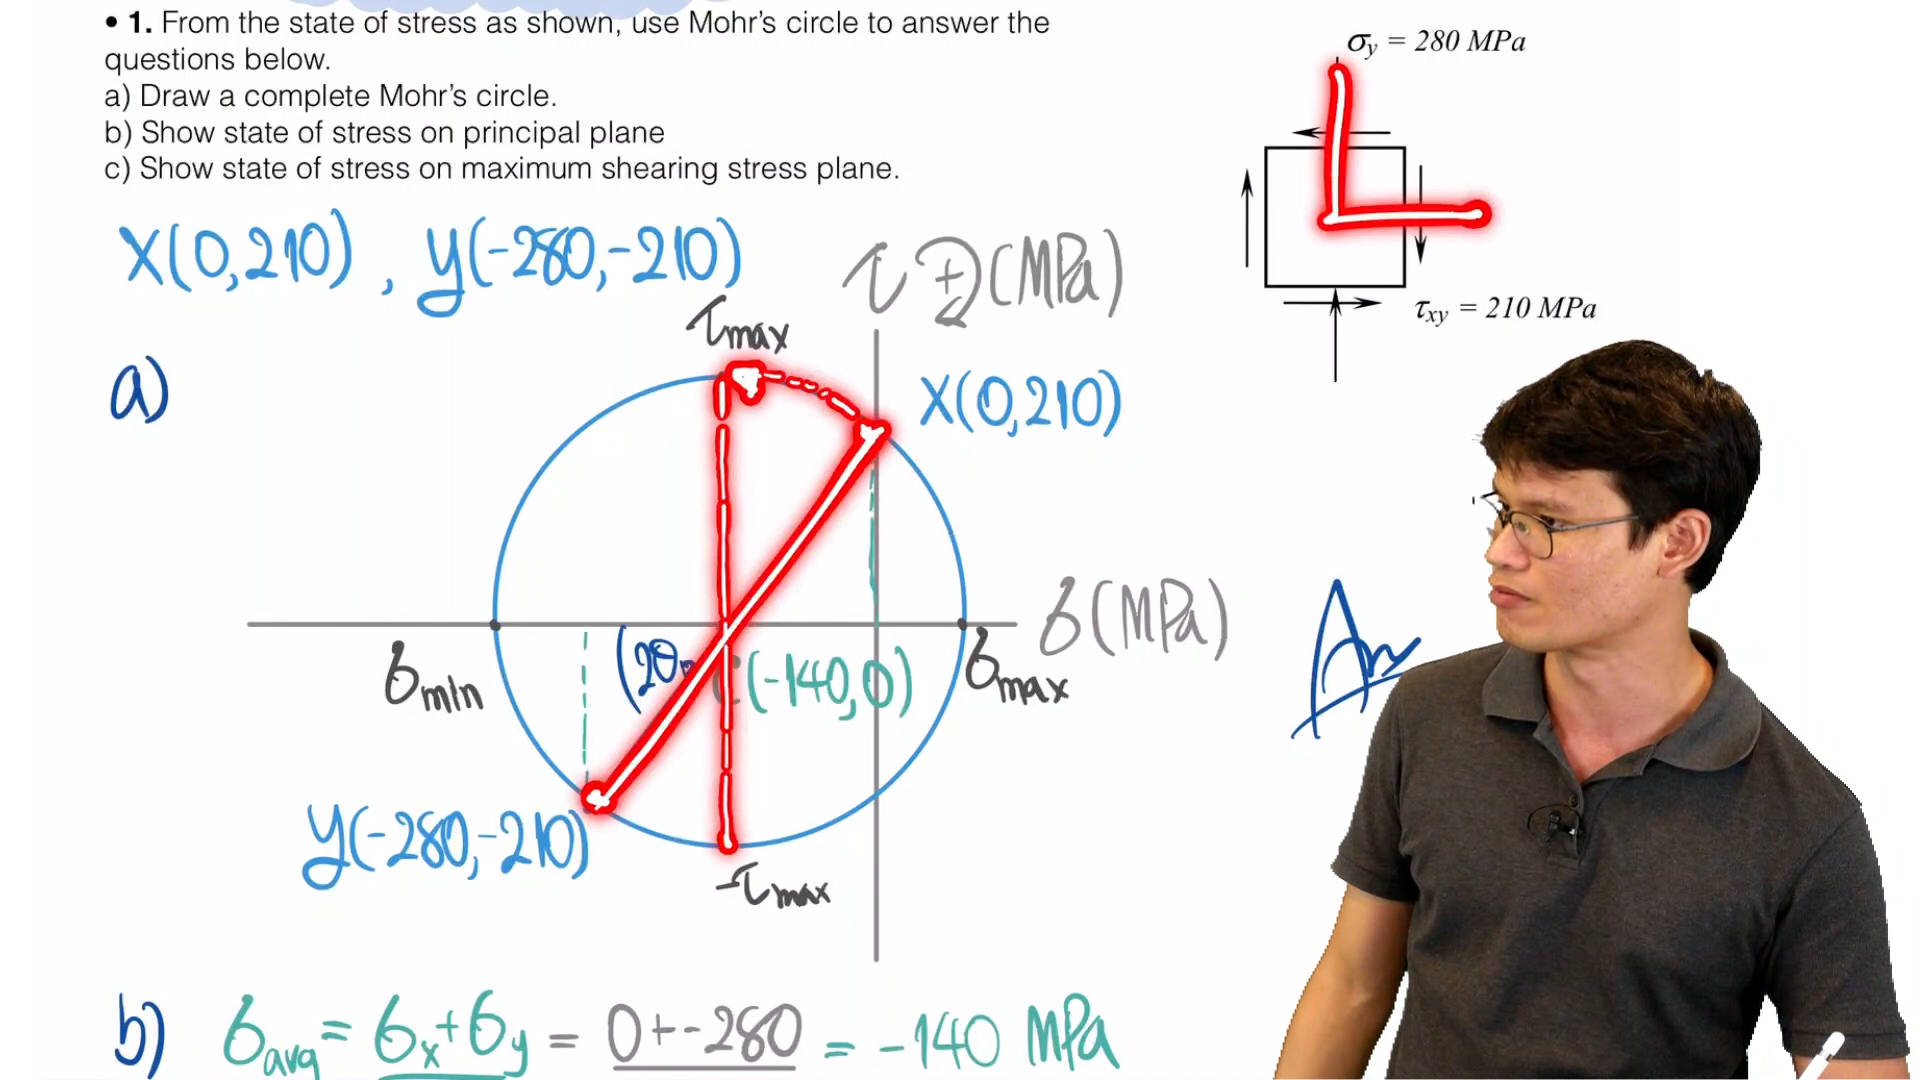 • 1. From the state of stress as shown, use Mohr's circle to answer the
questions below.
a) Draw a complete Mohr's circle.
b) Show state of stress on principal plane
c) Show state of stress on maximum shearing stress plane.
σy = 280 MPa
τxy = 210 MPa
X(0,210) , y(-280,-210)
τ (+) (MPa)
a)
τmax
X(0,210)
σ(MPa)
σmin
(2θ
C(-140,0)
σmax
y(-280,-210)
-τmax
b) σavg = σx+σy = 0+-280 = -140 MPa